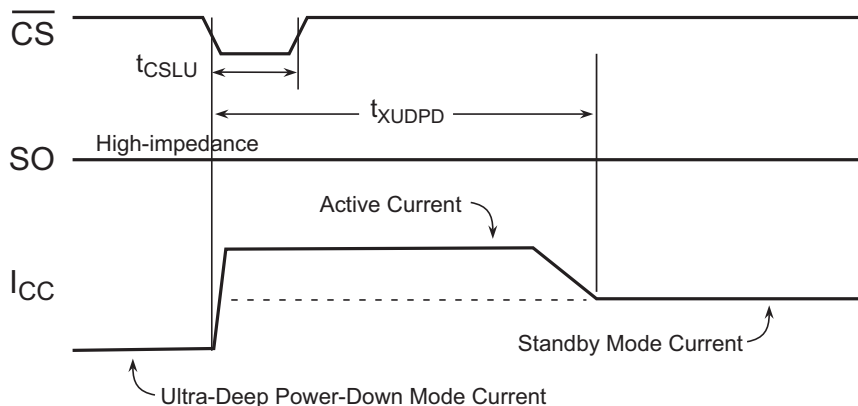 CS
tCSLU
tXUDPD
High-impedance
SO
Active Current
ICC
Standby Mode Current
Ultra-Deep Power-Down Mode Current